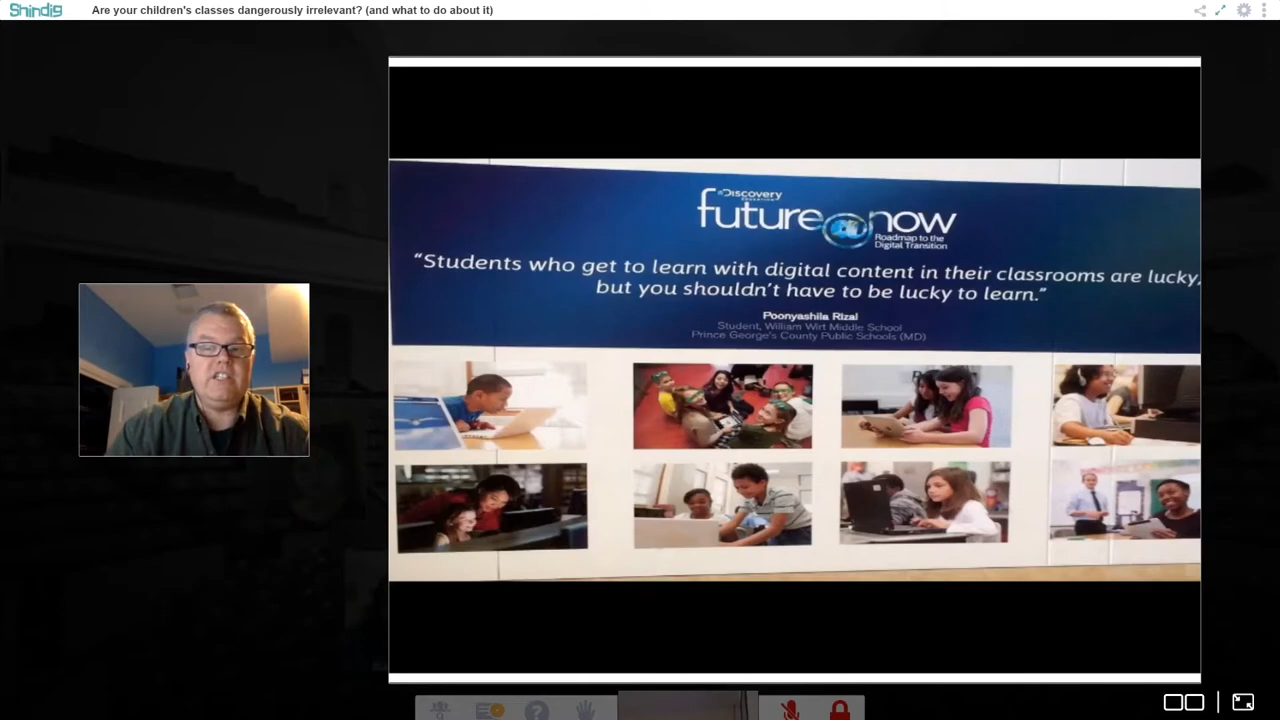 Shindig
Are your children's classes dangerously irrelevant? (and what to do about it)
Discovery
EDUCATION
future@now
Roadmap to the
Digital Transition
“Students who get to learn with digital content in their classrooms are lucky,
but you shouldn't have to be lucky to learn.”
Poonyashila Rizal
Student, William Wirt Middle School
Prince George's County Public Schools (MD)